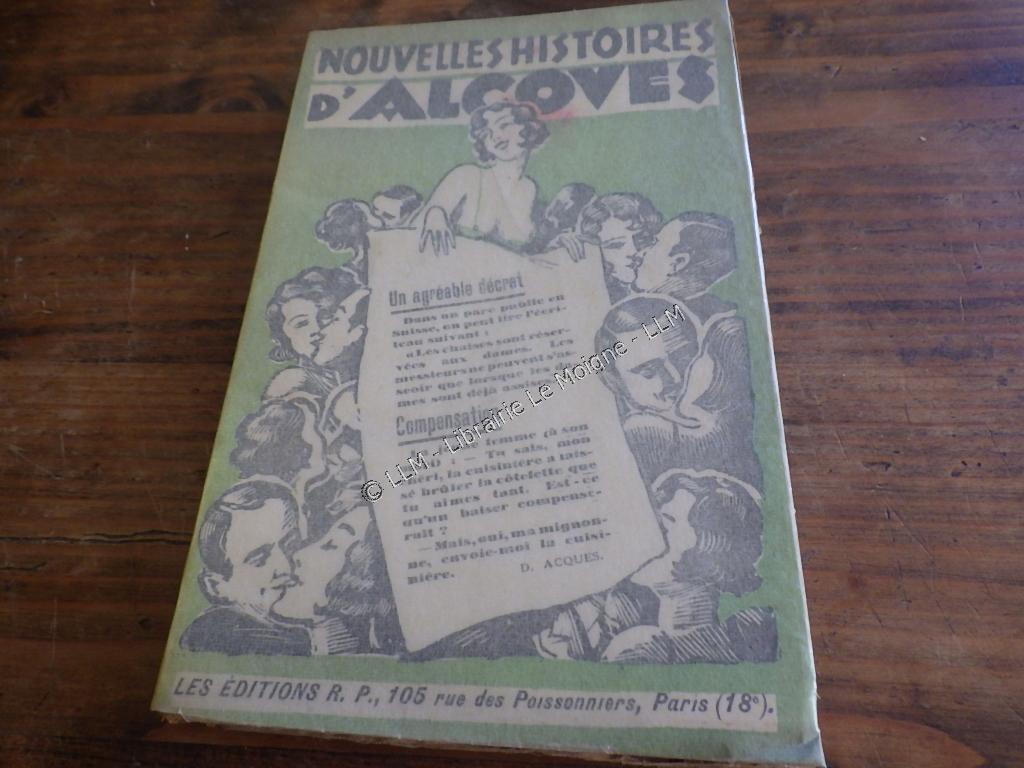 NOUVELLES HISTOIRES
D'ALCOVES
Un agréable décret
Dans un parc public en
Suisse, on peut lire l'écri-
teau suivant :
« Les chaises sont réser-
vées aux dames. Les
messieurs ne peuvent s'as-
seoir que lorsque les da-
mes sont déjà assises
Compensation
femme (à son
: — Tu sais, mon
chéri, la cuisinière a lais-
sé brûler la côtelette que
tu aimes tant. Est-ce
qu'un baiser compense-
rait ?
— Mais, oui, ma mignon-
ne, envoie-moi la cuisi-
nière.
D. ACQUES.
© LLM - Librairie Le Moigne - LLM
LES ÉDITIONS R. P., 105 rue des Poissonniers, Paris (18e).